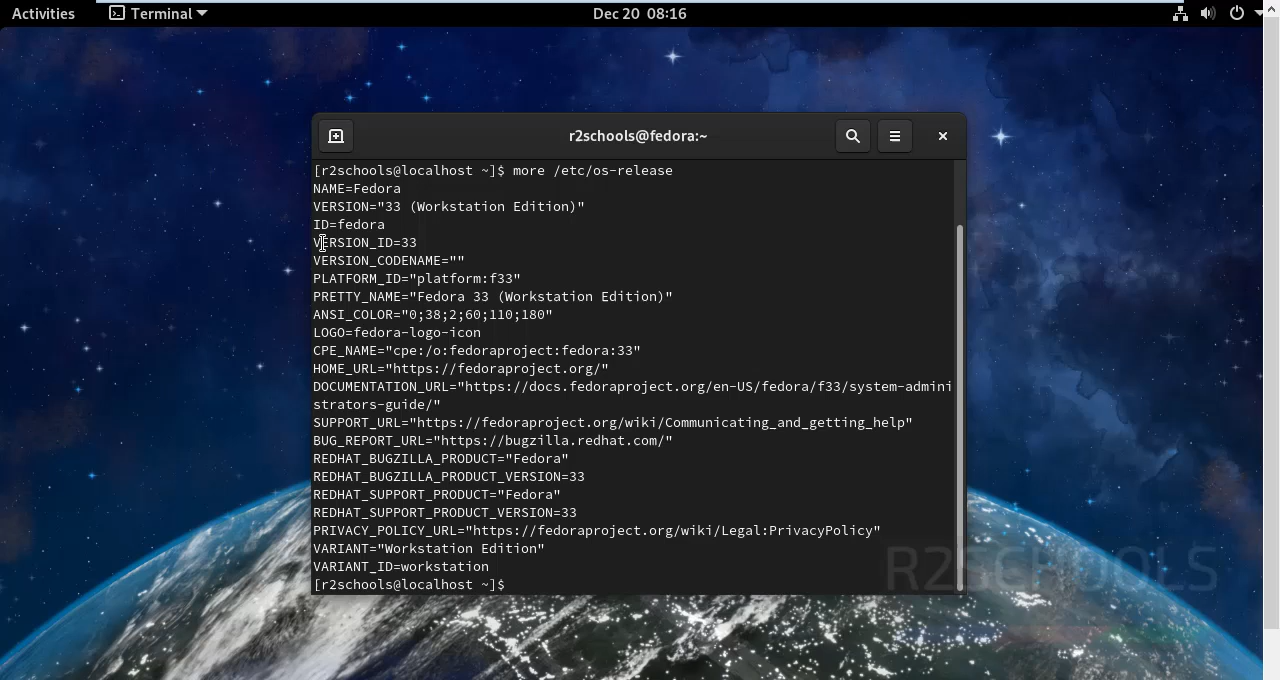 Activities Terminal Dec 20 08:16
r2schools@fedora:~
[r2schools@localhost ~]$ more /etc/os-release
NAME=Fedora
VERSION="33 (Workstation Edition)"
ID=fedora
VERSION_ID=33
VERSION_CODENAME=""
PLATFORM_ID="platform:f33"
PRETTY_NAME="Fedora 33 (Workstation Edition)"
ANSI_COLOR="0;38;2;60;110;180"
LOGO=fedora-logo-icon
CPE_NAME="cpe:/o:fedoraproject:fedora:33"
HOME_URL="https://fedoraproject.org/"
DOCUMENTATION_URL="https://docs.fedoraproject.org/en-US/fedora/f33/system-admini
strators-guide/"
SUPPORT_URL="https://fedoraproject.org/wiki/Communicating_and_getting_help"
BUG_REPORT_URL="https://bugzilla.redhat.com/"
REDHAT_BUGZILLA_PRODUCT="Fedora"
REDHAT_BUGZILLA_PRODUCT_VERSION=33
REDHAT_SUPPORT_PRODUCT="Fedora"
REDHAT_SUPPORT_PRODUCT_VERSION=33
PRIVACY_POLICY_URL="https://fedoraproject.org/wiki/Legal:PrivacyPolicy"
VARIANT="Workstation Edition"
VARIANT_ID=workstation
[r2schools@localhost ~]$
R2SCHOOLS